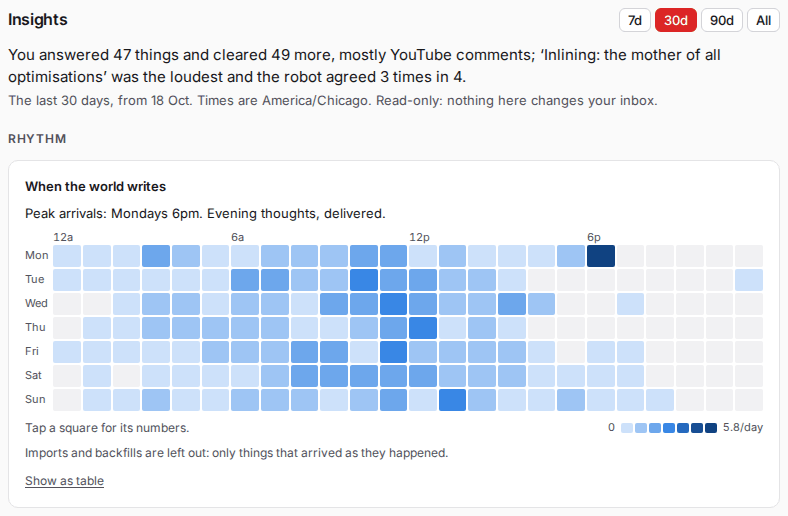 Insights
7d 30d 90d All
You answered 47 things and cleared 49 more, mostly YouTube comments; ‘Inlining: the mother of all
optimisations’ was the loudest and the robot agreed 3 times in 4.
The last 30 days, from 18 Oct. Times are America/Chicago. Read-only: nothing here changes your inbox.
RHYTHM
When the world writes
Peak arrivals: Mondays 6pm. Evening thoughts, delivered.
12a 6a 12p 6p
Mon
Tue
Wed
Thu
Fri
Sat
Sun
Tap a square for its numbers.
0 5.8/day
Imports and backfills are left out: only things that arrived as they happened.
Show as table